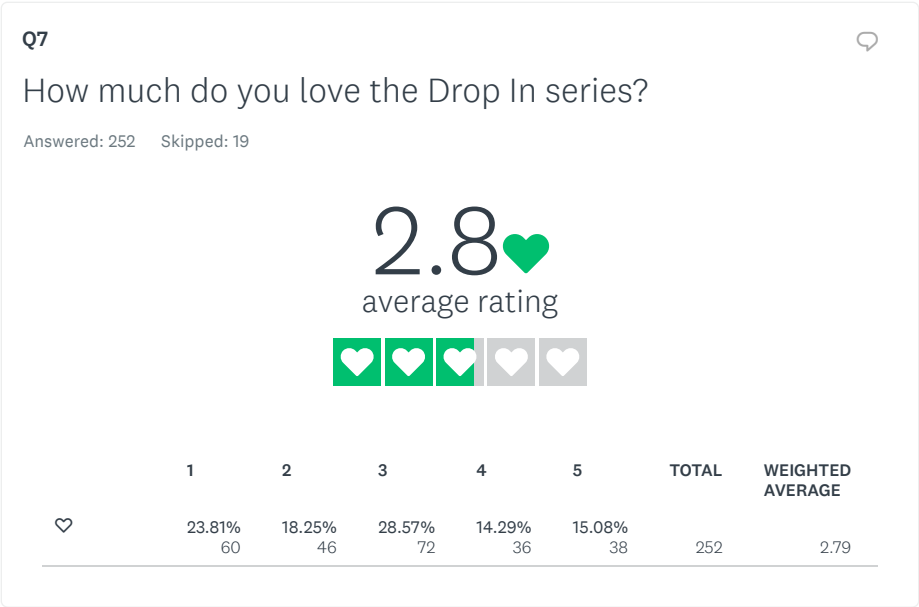 Q7
How much do you love the Drop In series?
Answered: 252 Skipped: 19
2.8
average rating
1 2 3 4 5 TOTAL WEIGHTED
AVERAGE
23.81% 18.25% 28.57% 14.29% 15.08%
60 46 72 36 38 252 2.79